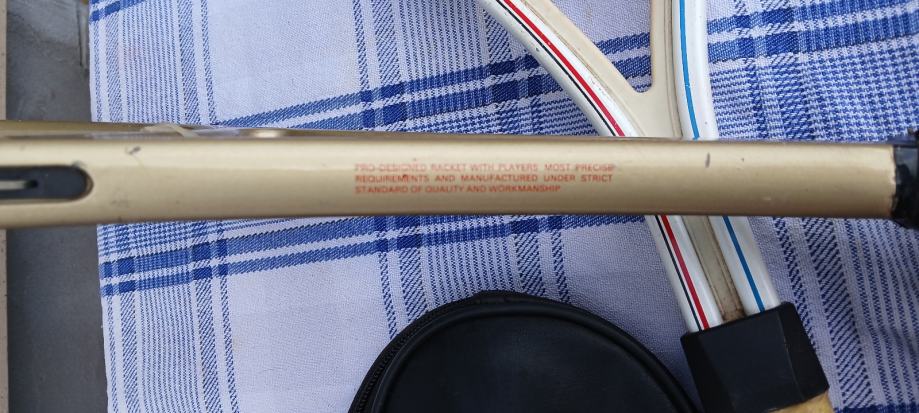 PRO-DESIGNED RACKET WITH PLAYERS MOST PRECISE
REQUIREMENTS AND MANUFACTURED UNDER STRICT
STANDARD OF QUALITY AND WORKMANSHIP